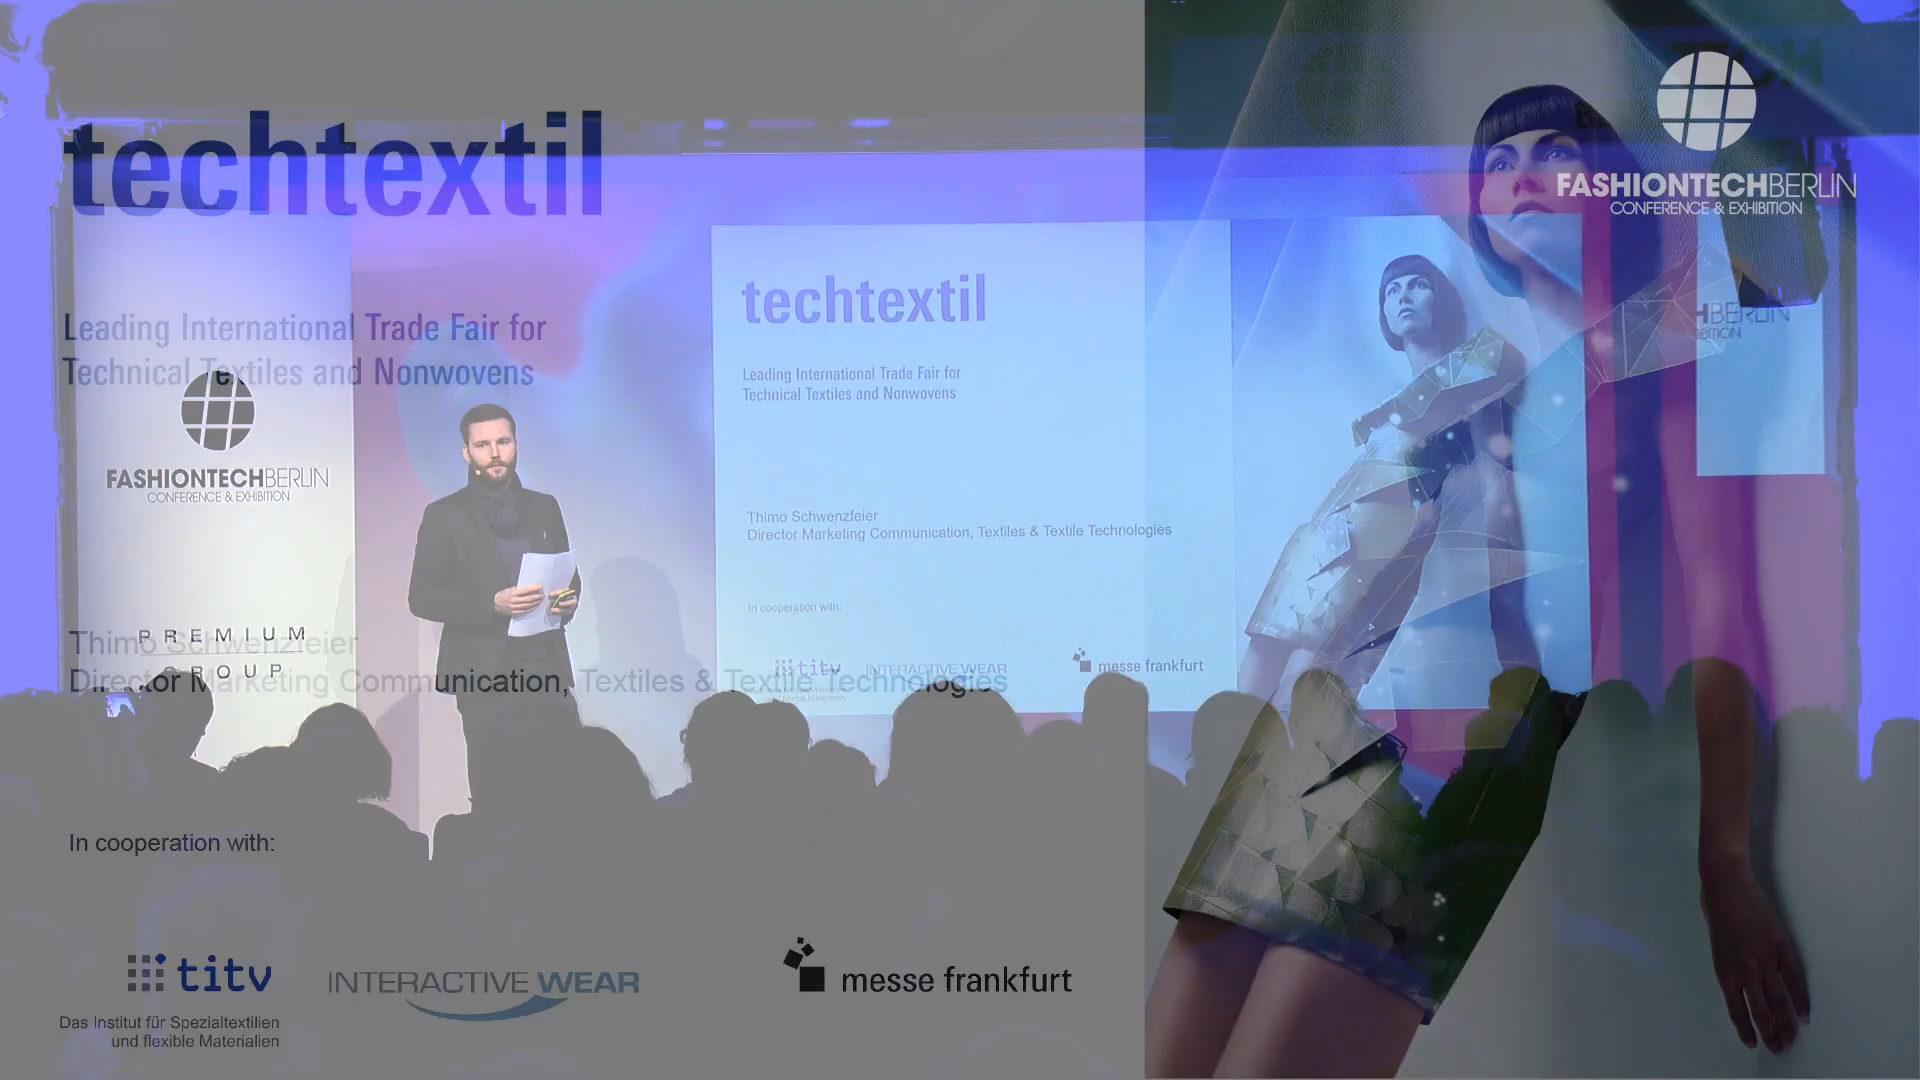 techtextil
Leading International Trade Fair for
Technical Textiles and Nonwovens
Thimo Schwenzfeier
Director Marketing Communication, Textiles & Textile Technologies
In cooperation with:
titv
Das Institut für Spezialtextilien
und flexible Materialien
INTERACTIVE WEAR
messe frankfurt
FASHIONTECHBERLIN
CONFERENCE & EXHIBITION
FASHIONTECHBERLIN
CONFERENCE & EXHIBITION
PREMIUM
GROUP
techtextil
Leading International Trade Fair for
Technical Textiles and Nonwovens
Thimo Schwenzfeier
Director Marketing Communication, Textiles & Textile Technologies
In cooperation with:
titv
INTERACTIVE WEAR
messe frankfurt
HBERLIN